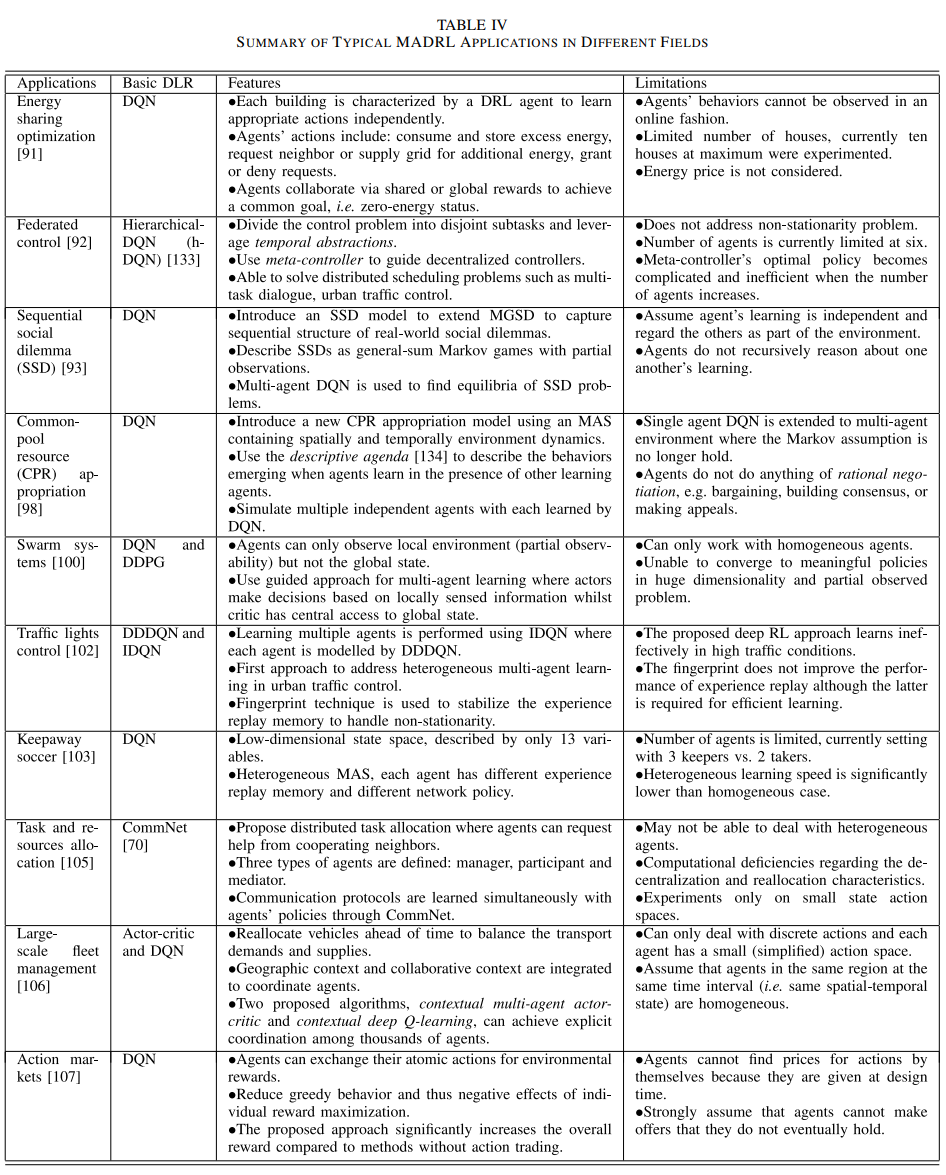 TABLE IV
SUMMARY OF TYPICAL MADRL APPLICATIONS IN DIFFERENT FIELDS
Applications
Basic DLR
Features
Limitations
Energy
sharing
optimization
[91]
DQN
●Each building is characterized by a DRL agent to learn
appropriate actions independently.
●Agents' actions include: consume and store excess energy,
request neighbor or supply grid for additional energy, grant
or deny requests.
●Agents collaborate via shared or global rewards to achieve
a common goal, i.e. zero-energy status.
●Agents' behaviors cannot be observed in an
online fashion.
●Limited number of houses, currently ten
houses at maximum were experimented.
●Energy price is not considered.
Federated
control [92]
Hierarchical-
DQN (h-
DQN) [133]
●Divide the control problem into disjoint subtasks and lever-
age temporal abstractions.
●Use meta-controller to guide decentralized controllers.
●Able to solve distributed scheduling problems such as multi-
task dialogue, urban traffic control.
●Does not address non-stationarity problem.
●Number of agents is currently limited at six.
●Meta-controller's optimal policy becomes
complicated and inefficient when the number
of agents increases.
Sequential
social
dilemma
(SSD) [93]
DQN
●Introduce an SSD model to extend MGSD to capture
sequential structure of real-world social dilemmas.
●Describe SSDs as general-sum Markov games with partial
observations.
●Multi-agent DQN is used to find equilibria of SSD prob-
lems.
●Assume agent's learning is independent and
regard the others as part of the environment.
●Agents do not recursively reason about one
another's learning.
Common-
pool
resource
(CPR) ap-
propriation
[98]
DQN
●Introduce a new CPR appropriation model using an MAS
containing spatially and temporally environment dynamics.
●Use the descriptive agenda [134] to describe the behaviors
emerging when agents learn in the presence of other learning
agents.
●Simulate multiple independent agents with each learned by
DQN.
●Single agent DQN is extended to multi-agent
environment where the Markov assumption is
no longer hold.
●Agents do not do anything of rational nego-
tiation, e.g. bargaining, building consensus, or
making appeals.
Swarm sys-
tems [100]
DQN and
DDPG
●Agents can only observe local environment (partial observ-
ability) but not the global state.
●Use guided approach for multi-agent learning where actors
make decisions based on locally sensed information whilst
critic has central access to global state.
●Can only work with homogeneous agents.
●Unable to converge to meaningful policies
in huge dimensionality and partial observed
problem.
Traffic lights
control [102]
DDDQN and
IDQN
●Learning multiple agents is performed using IDQN where
each agent is modelled by DDDQN.
●First approach to address heterogeneous multi-agent learn-
ing in urban traffic control.
●Fingerprint technique is used to stabilize the experience
replay memory to handle non-stationarity.
●The proposed deep RL approach learns inef-
fectively in high traffic conditions.
●The fingerprint does not improve the perfor-
mance of experience replay although the latter
is required for efficient learning.
Keepaway
soccer [103]
DQN
●Low-dimensional state space, described by only 13 vari-
ables.
●Heterogeneous MAS, each agent has different experience
replay memory and different network policy.
●Number of agents is limited, currently setting
with 3 keepers vs. 2 takers.
●Heterogeneous learning speed is significantly
lower than homogeneous case.
Task and re-
sources allo-
cation [105]
CommNet
[70]
●Propose distributed task allocation where agents can request
help from cooperating neighbors.
●Three types of agents are defined: manager, participant and
mediator.
●Communication protocols are learned simultaneously with
agents' policies through CommNet.
●May not be able to deal with heterogeneous
agents.
●Computational deficiencies regarding the de-
centralization and reallocation characteristics.
●Experiments only on small state action
spaces.
Large-
scale fleet
management
[106]
Actor-critic
and DQN
●Reallocate vehicles ahead of time to balance the transport
demands and supplies.
●Geographic context and collaborative context are integrated
to coordinate agents.
●Two proposed algorithms, contextual multi-agent actor-
critic and contextual deep Q-learning, can achieve explicit
coordination among thousands of agents.
●Can only deal with discrete actions and each
agent has a small (simplified) action space.
●Assume that agents in the same region at the
same time interval (i.e. same spatial-temporal
state) are homogeneous.
Action mar-
kets [107]
DQN
●Agents can exchange their atomic actions for environmental
rewards.
●Reduce greedy behavior and thus negative effects of indi-
vidual reward maximization.
●The proposed approach significantly increases the overall
reward compared to methods without action trading.
●Agents cannot find prices for actions by
themselves because they are given at design
time.
●Strongly assume that agents cannot make
offers that they do not eventually hold.